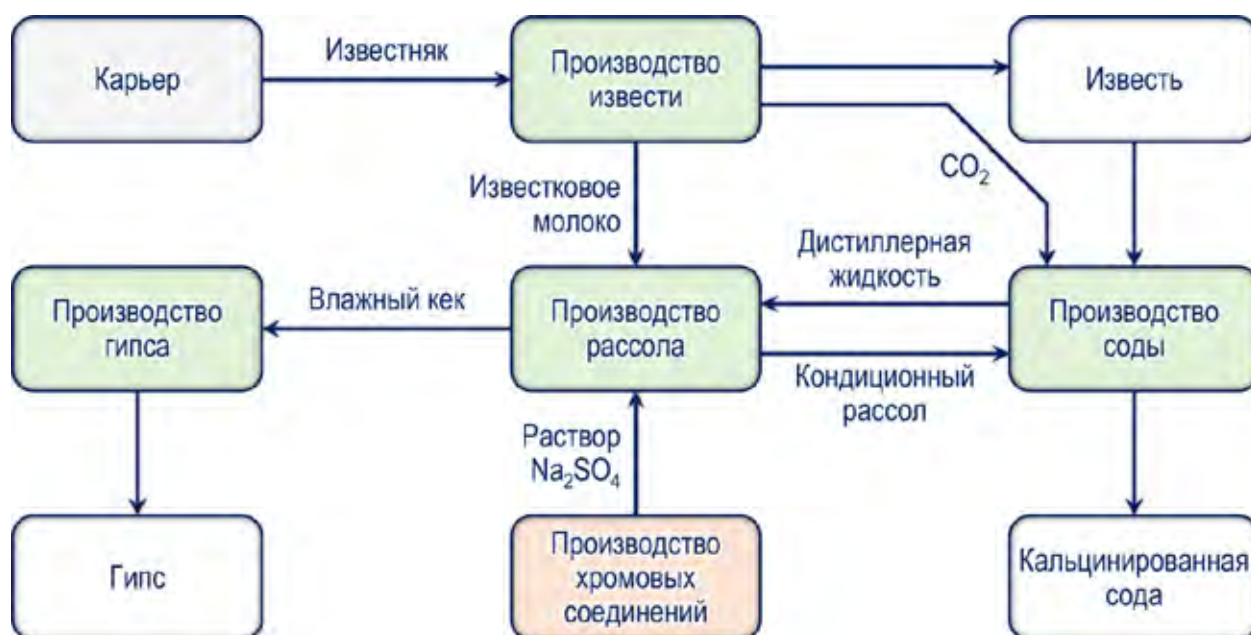 Карьер
Известняк
Производство
извести
Известь
CO₂
Известковое
молоко
Дистиллерная
жидкость
Производство
гипса
Влажный кек
Производство
рассола
Производство
соды
Кондиционный
рассол
Раствор
Na₂SO₄
Гипс
Производство
хромовых
соединений
Кальцинированная
сода